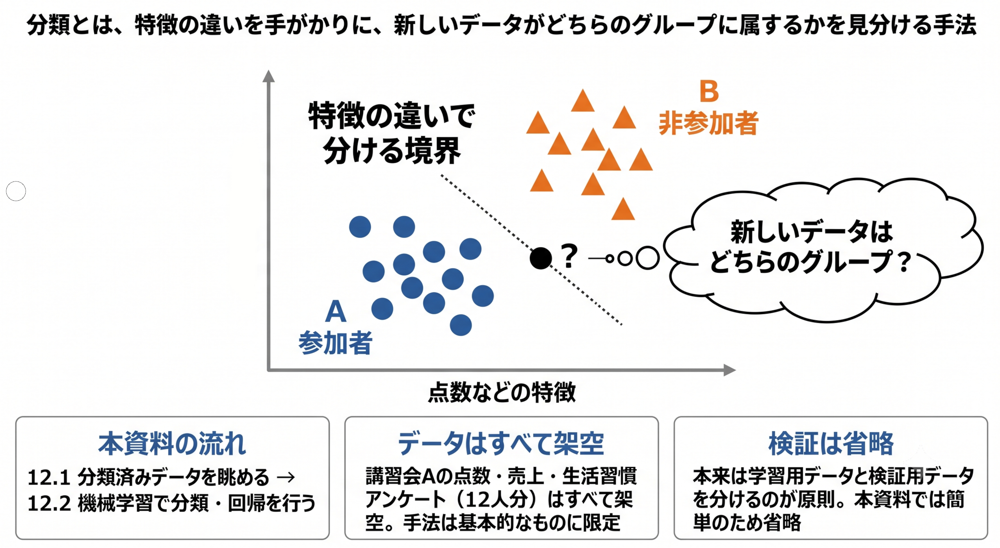 分類とは、特徴の違いを手がかりに、新しいデータがどちらのグループに属するかを見分ける手法
特徴の違いで
分ける境界
B
非参加者
新しいデータは
どちらのグループ？
?
A
参加者
点数などの特徴
本資料の流れ
12.1 分類済みデータを眺める →
12.2 機械学習で分類・回帰を行う
データはすべて架空
講習会Aの点数・売上・生活習慣
アンケート（12人分）はすべて架
空。手法は基本的なものに限定
検証は省略
本来は学習用データと検証用データ
を分けるのが原則。本資料では簡
単のため省略